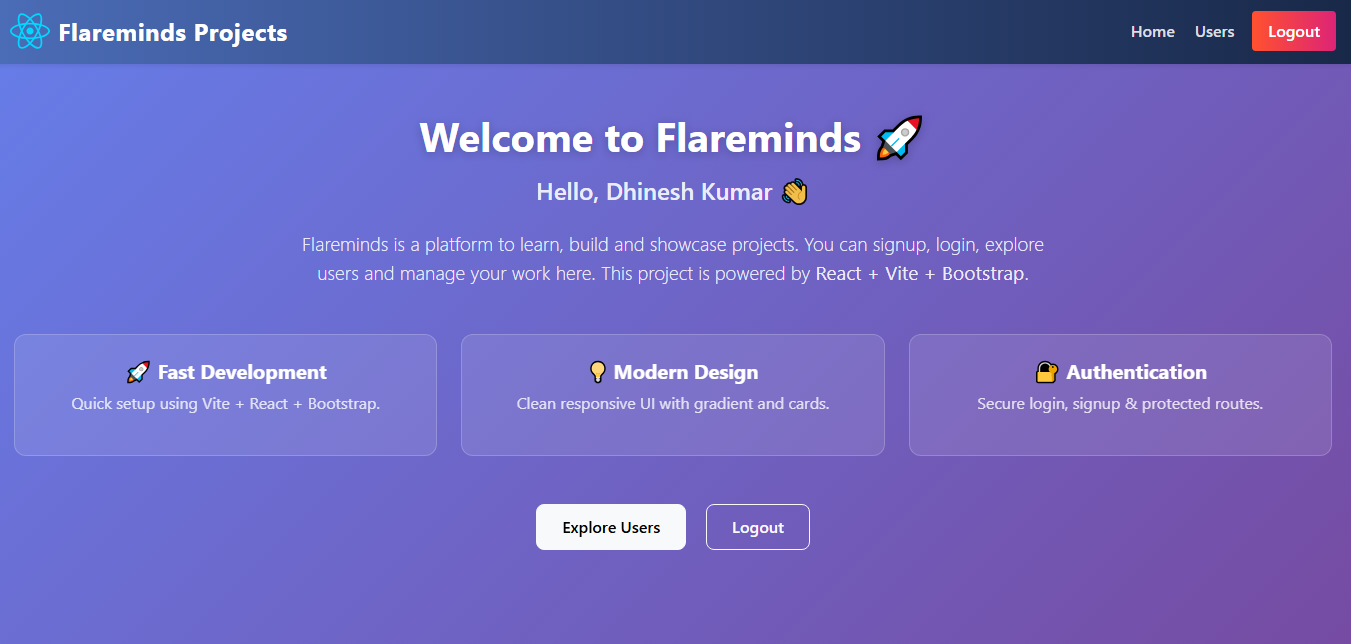 Flareminds Projects
Home
Users
Logout
Welcome to Flareminds 🚀
Hello, Dhinesh Kumar 👋
Flareminds is a platform to learn, build and showcase projects. You can signup, login, explore
users and manage your work here. This project is powered by React + Vite + Bootstrap.
🚀 Fast Development
Quick setup using Vite + React + Bootstrap.
💡 Modern Design
Clean responsive UI with gradient and cards.
🔐 Authentication
Secure login, signup & protected routes.
Explore Users
Logout